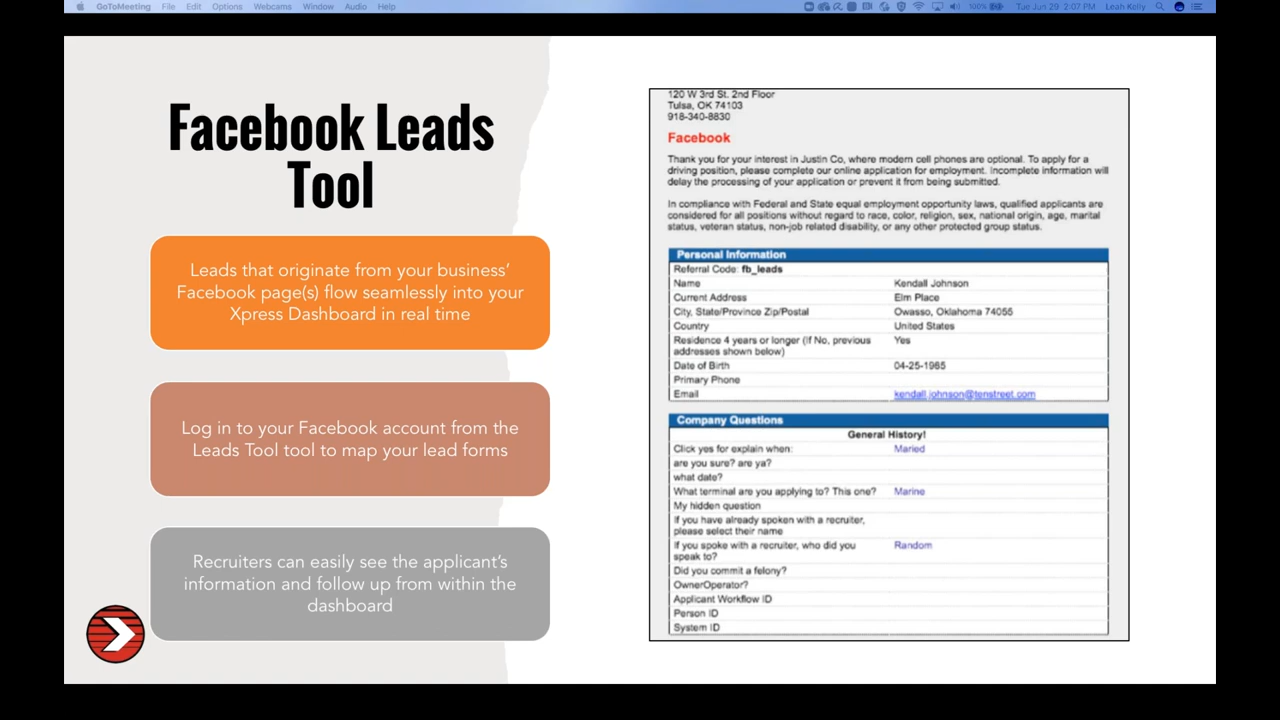 GoToMeeting File Edit Options Webcams Window Audio Help
100% Tue Jun 29 2:07 PM Leah Kelly
Facebook Leads
Tool
Leads that originate from your business’
Facebook page(s) flow seamlessly into your
Xpress Dashboard in real time
Log in to your Facebook account from the
Leads Tool tool to map your lead forms
Recruiters can easily see the applicant’s
information and follow up from within the
dashboard
120 W 3rd St. 2nd Floor
Tulsa, OK 74103
918-340-8830
Facebook
Thank you for your interest in Justin Co, where modern cell phones are optional. To apply for a
driving position, please complete our online application for employment. Incomplete information will
delay the processing of your application or prevent it from being submitted.
In compliance with Federal and State equal employment opportunity laws, qualified applicants are
considered for all positions without regard to race, color, religion, sex, national origin, age, marital
status, veteran status, non-job related disability, or any other protected group status.
Personal Information
Referral Code: fb_leads
Name Kendall Johnson
Current Address Elm Place
City, State/Province Zip/Postal Owasso, Oklahoma 74055
Country United States
Residence 4 years or longer (If No, previous Yes
addresses shown below)
Date of Birth 04-25-1985
Primary Phone
Email kendall.johnson@tenstreet.com
Company Questions
General History!
Click yes for explain when: Maried
are you sure? are ya?
what date?
What terminal are you applying to? This one? Marine
My hidden question
If you have already spoken with a recruiter,
please select their name
If you spoke with a recruiter, who did you Random
speak to?
Did you commit a felony?
OwnerOperator?
Applicant Workflow ID
Person ID
System ID